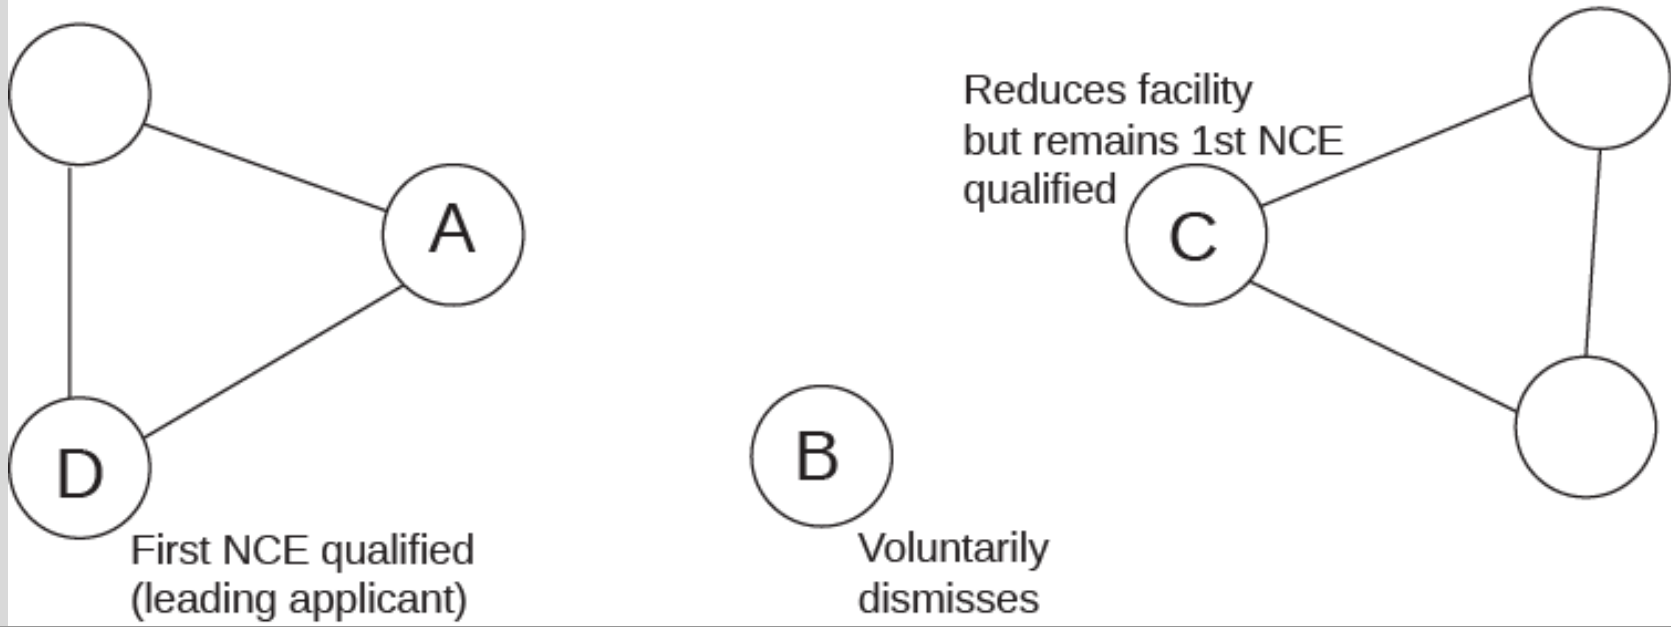 Reduces facility
but remains 1st NCE
qualified
A
C
D
B
First NCE qualified
(leading applicant)
Voluntarily
dismisses